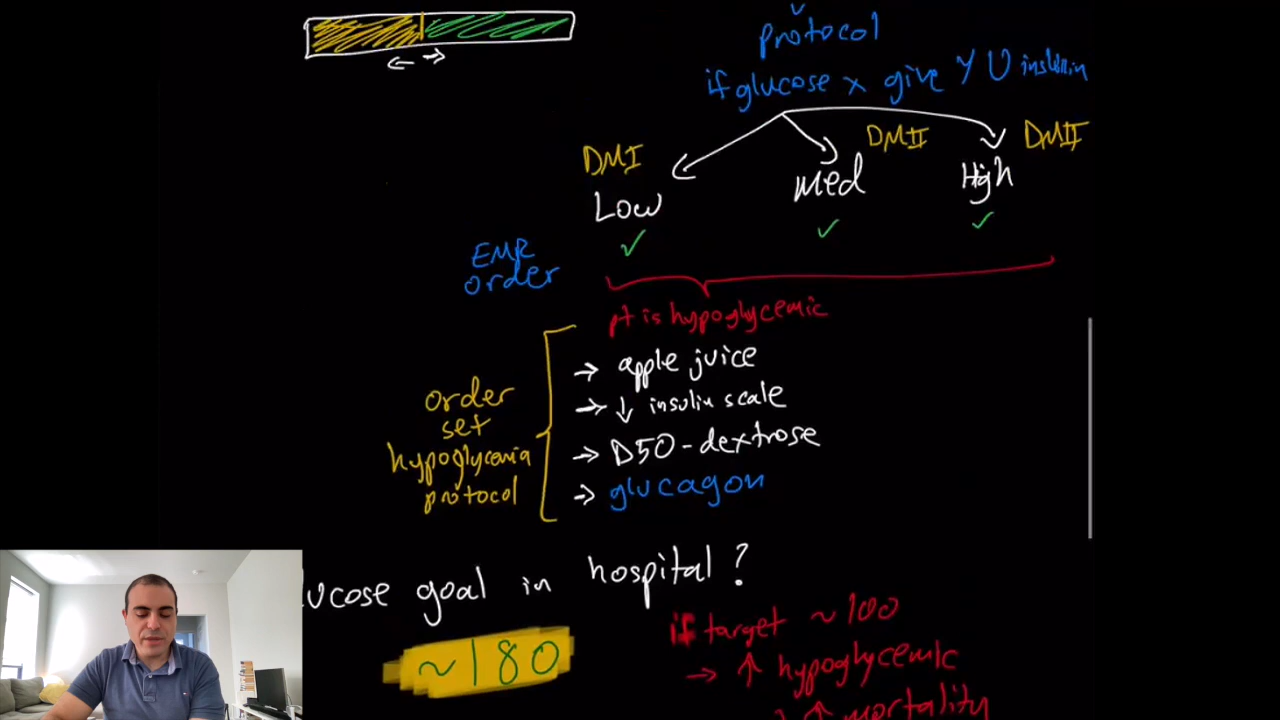 protocol
if glucose x give Y U insulin
DMI
DMII
DMII
Low
Med
High
EMR
order
pt is hypoglycemic
→ apple juice
→ ↓ insulin scale
→ D50-dextrose
→ glucagon
order
set
hypoglycemia
protocol
ucose goal in hospital?
~180
if target ~100
→ ↑ hypoglycemic
↑ mortality